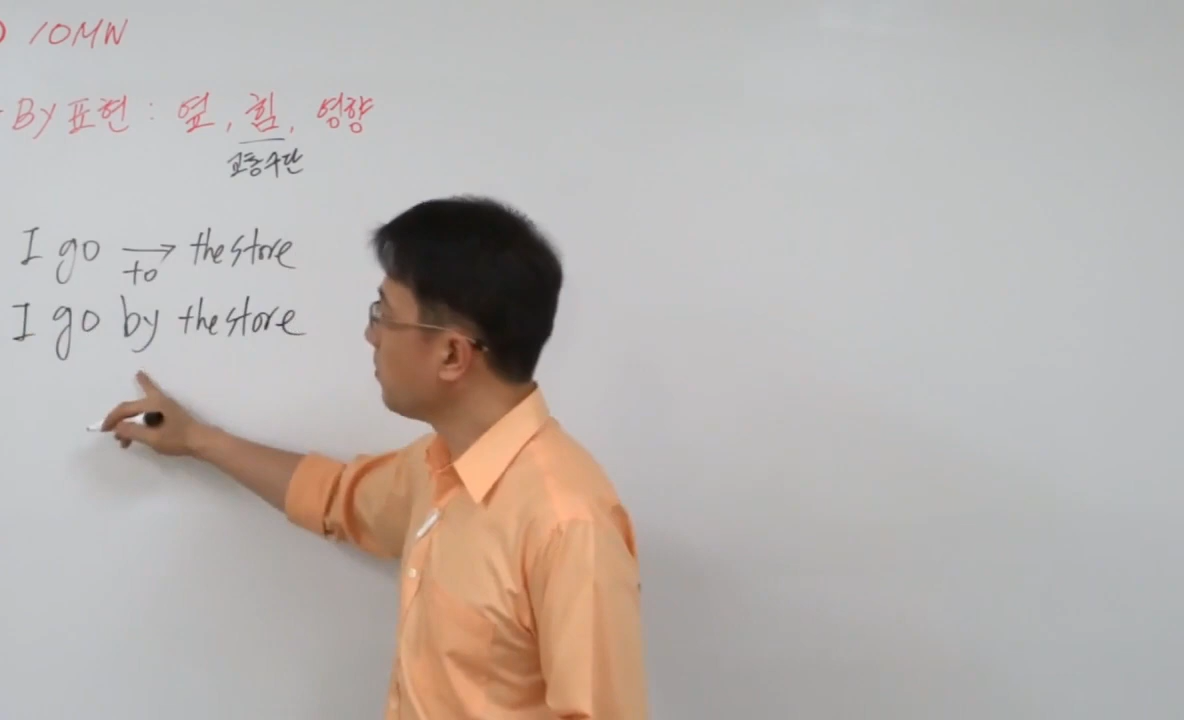 10MW
By 표현 : 옆, 힘, 영향
교통수단
I go → the store
to
I go by the store